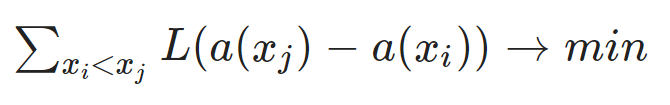 ∑_{x_i<x_j} L(a(x_j) − a(x_i)) → min